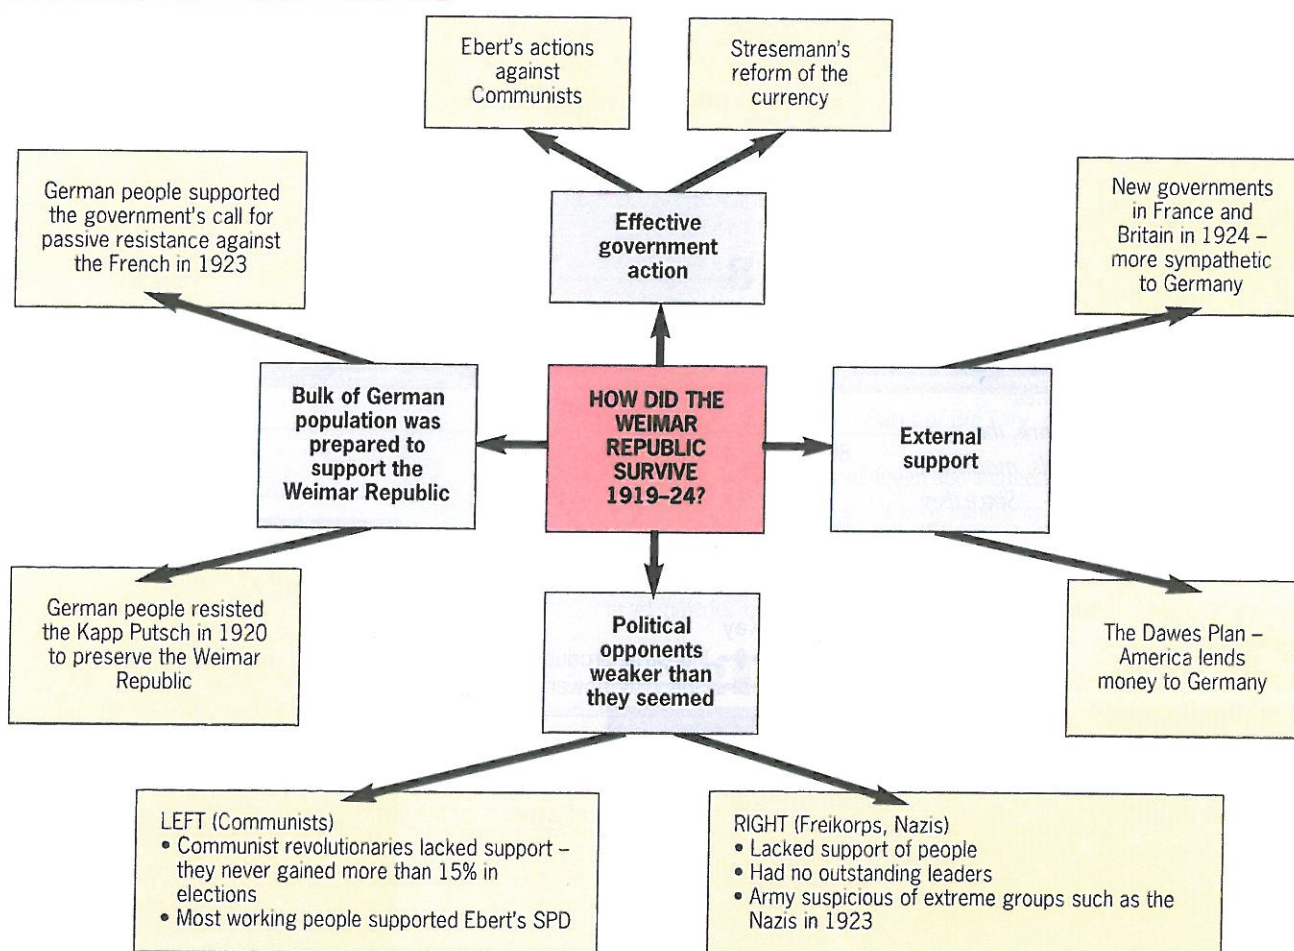 Ebert's actions
against
Communists
Stresemann's
reform of the
currency
German people supported
the government's call for
passive resistance against
the French in 1923
Effective
government
action
New governments
in France and
Britain in 1924 –
more sympathetic
to Germany
Bulk of German
population was
prepared to
support the
Weimar Republic
HOW DID THE
WEIMAR
REPUBLIC
SURVIVE
1919–24?
External
support
German people resisted
the Kapp Putsch in 1920
to preserve the Weimar
Republic
Political
opponents
weaker than
they seemed
The Dawes Plan –
America lends
money to Germany
LEFT (Communists)
• Communist revolutionaries lacked support –
they never gained more than 15% in
elections
• Most working people supported Ebert's SPD
RIGHT (Freikorps, Nazis)
• Lacked support of people
• Had no outstanding leaders
• Army suspicious of extreme groups such as the
Nazis in 1923